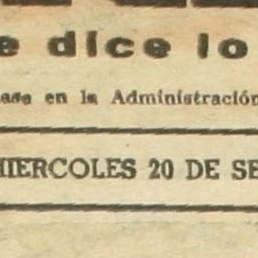 e dice lo
ase en la Administración
MIERCOLES 20 DE SE